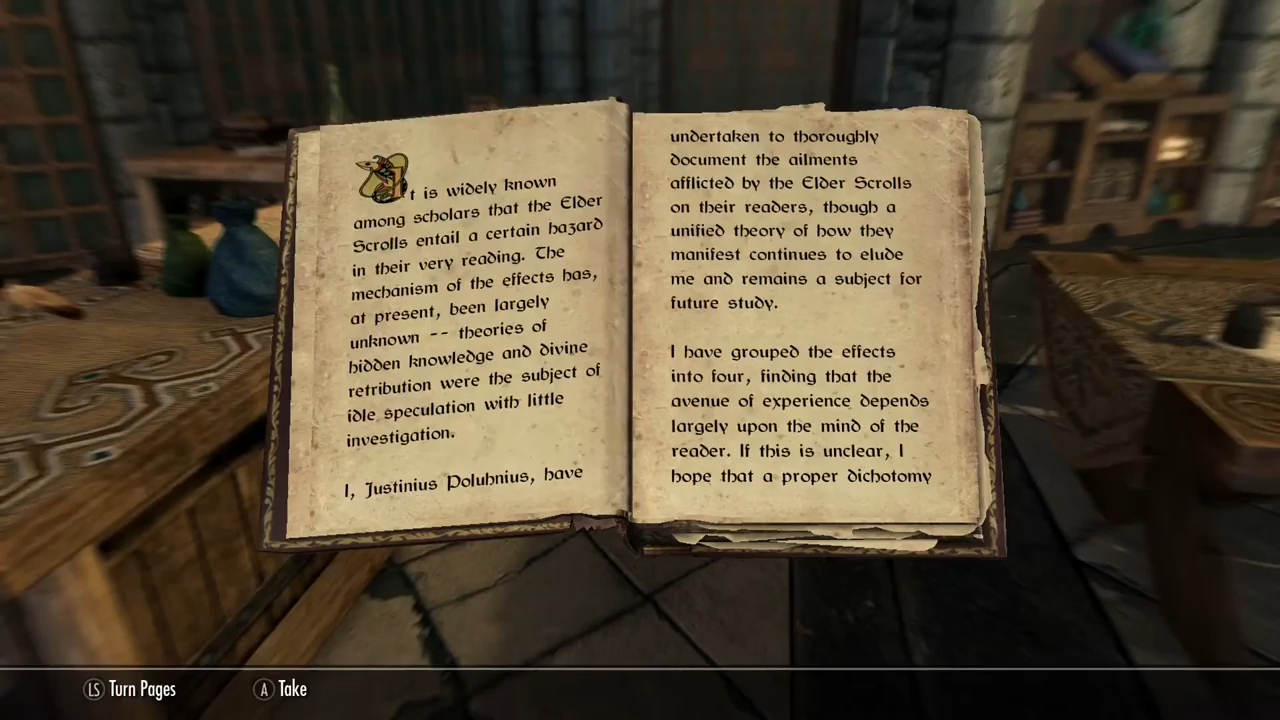 It is widely known
among scholars that the Elder
Scrolls entail a certain hazard
in their very reading. The
mechanism of the effects has,
at present, been largely
unknown -- theories of
hidden knowledge and divine
retribution were the subject of
idle speculation with little
investigation.
I, Justinius Poluhnius, have
undertaken to thoroughly
document the ailments
afflicted by the Elder Scrolls
on their readers, though a
unified theory of how they
manifest continues to elude
me and remains a subject for
future study.
I have grouped the effects
into four, finding that the
avenue of experience depends
largely upon the mind of the
reader. If this is unclear, I
hope that a proper dichotomy
LS Turn Pages
A Take